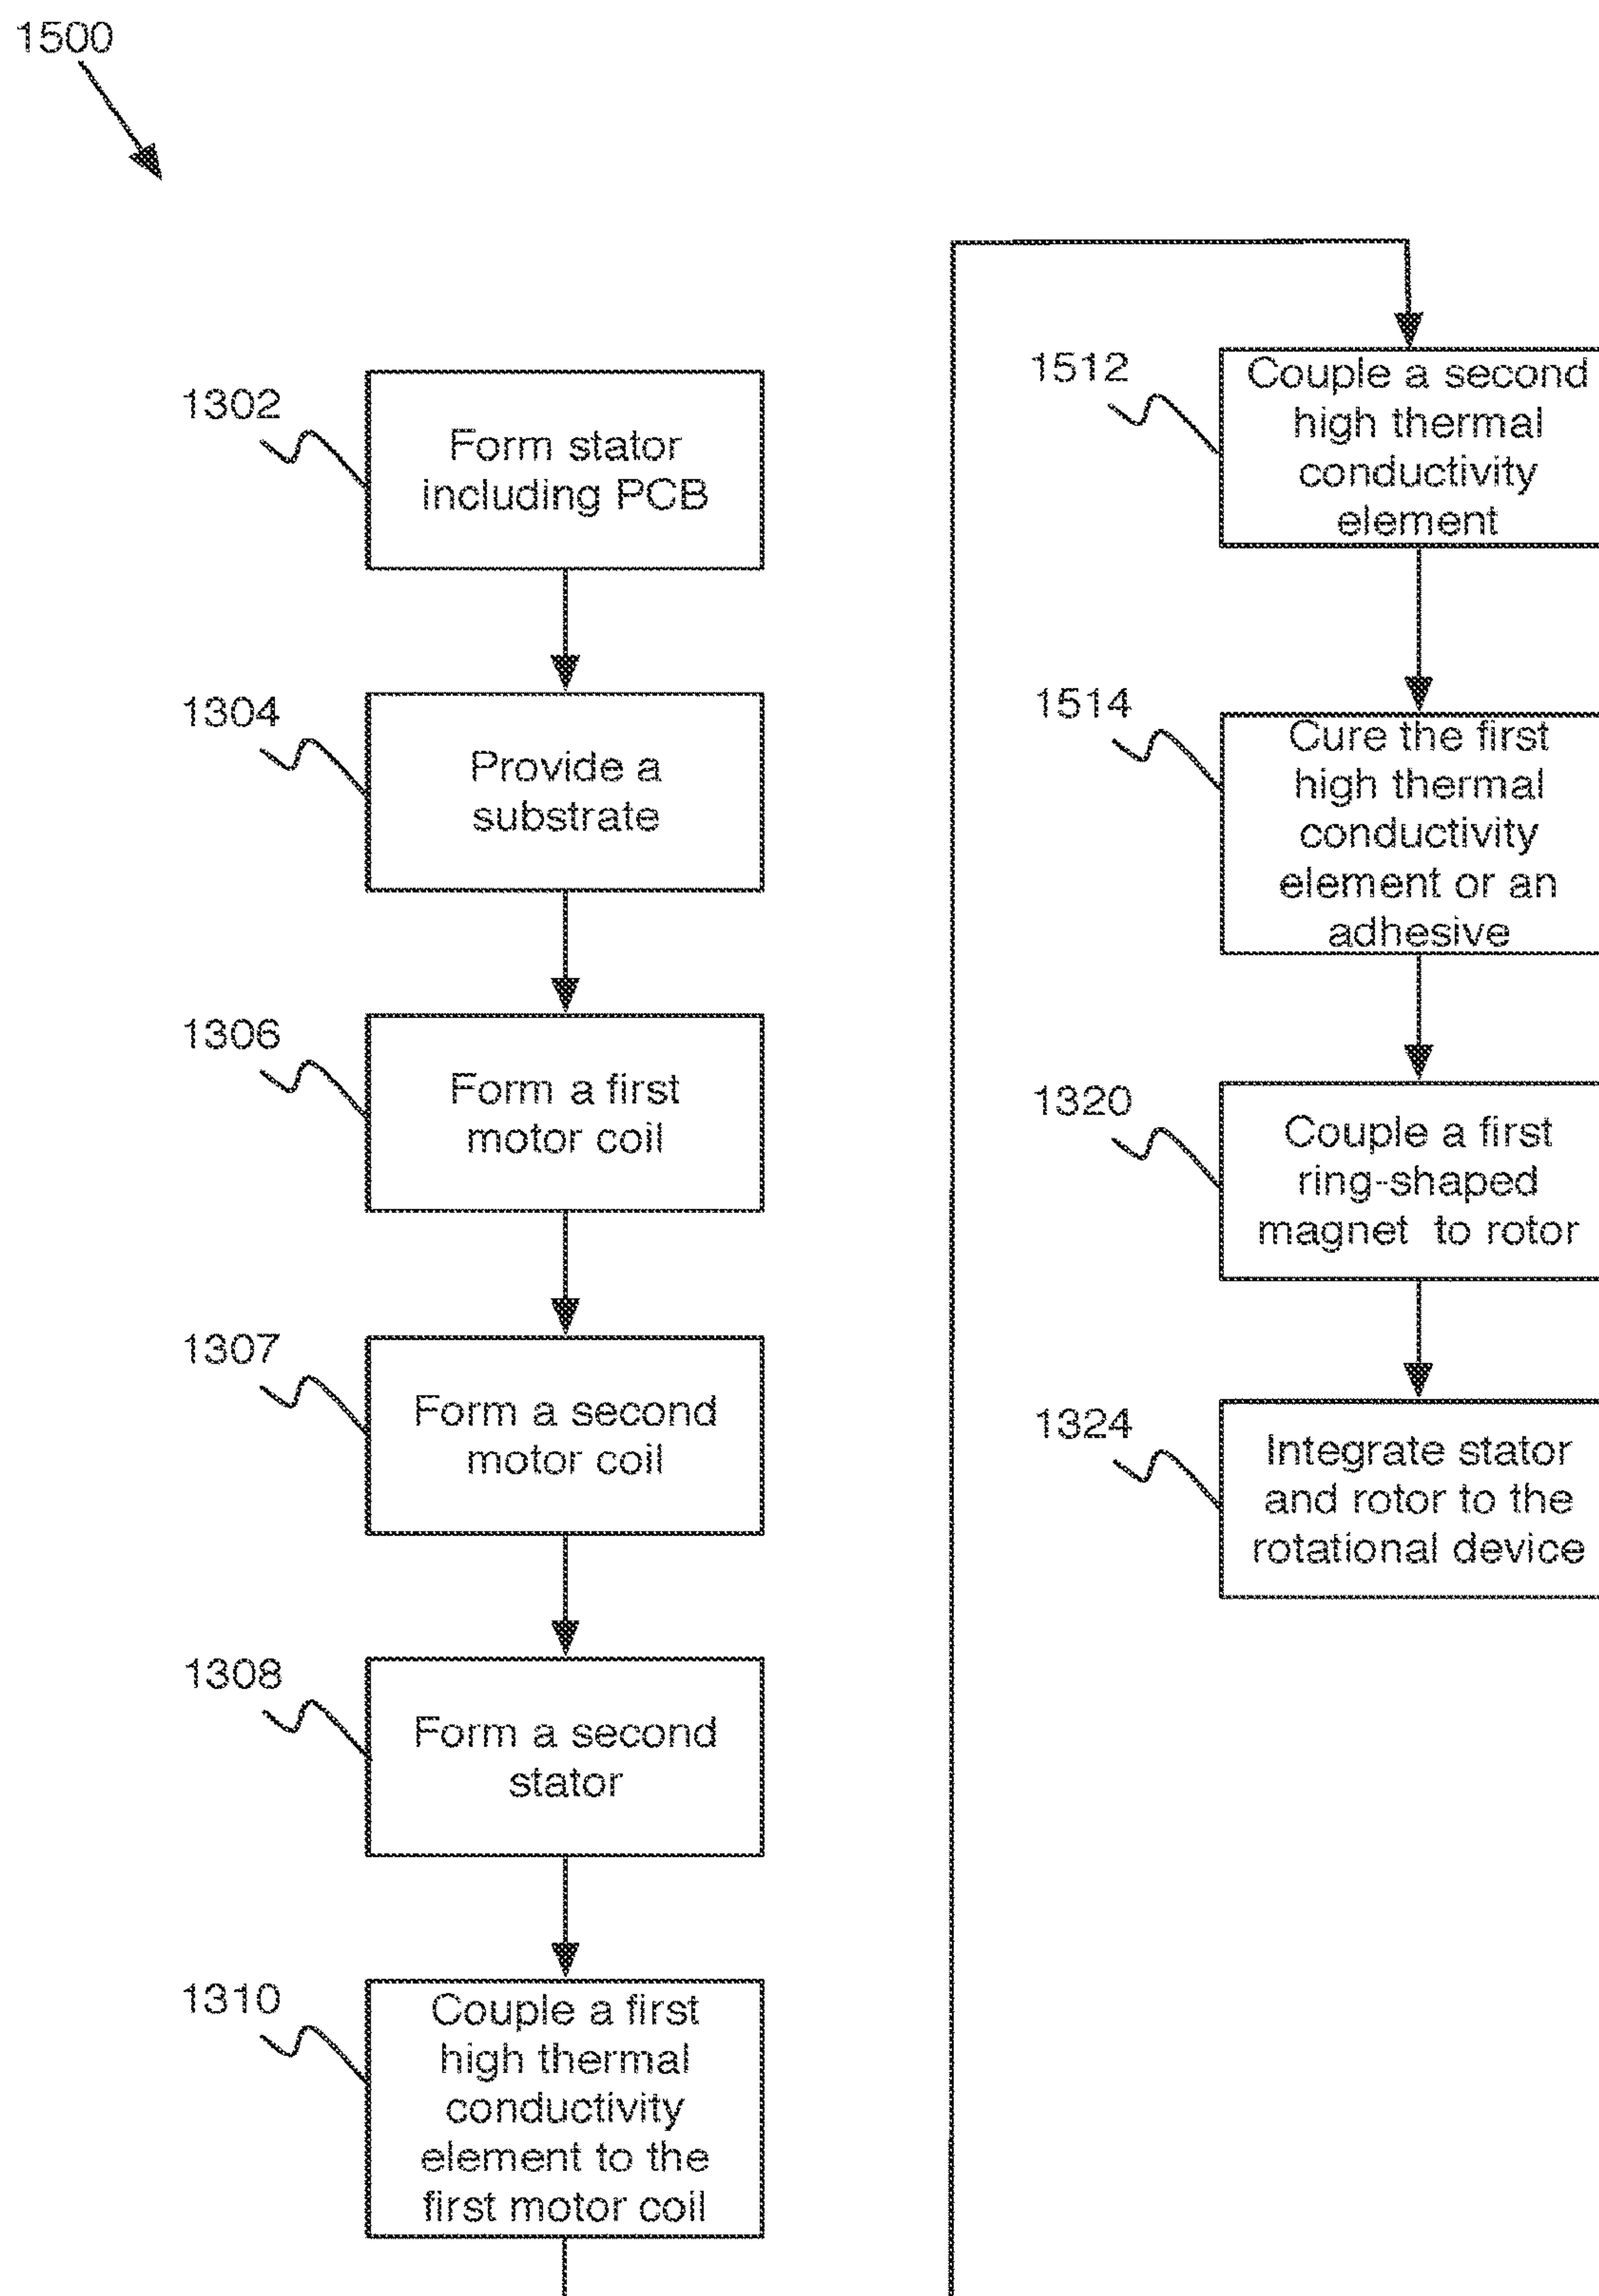 1500
1302
Form stator
including PCB
1304
Provide a
substrate
1306
Form a first
motor coil
1307
Form a second
motor coil
1308
Form a second
stator
1310
Couple a first
high thermal
conductivity
element to the
first motor coil
1512
Couple a second
high thermal
conductivity
element
1514
Cure the first
high thermal
conductivity
element or an
adhesive
1320
Couple a first
ring-shaped
magnet to rotor
1324
Integrate stator
and rotor to the
rotational device